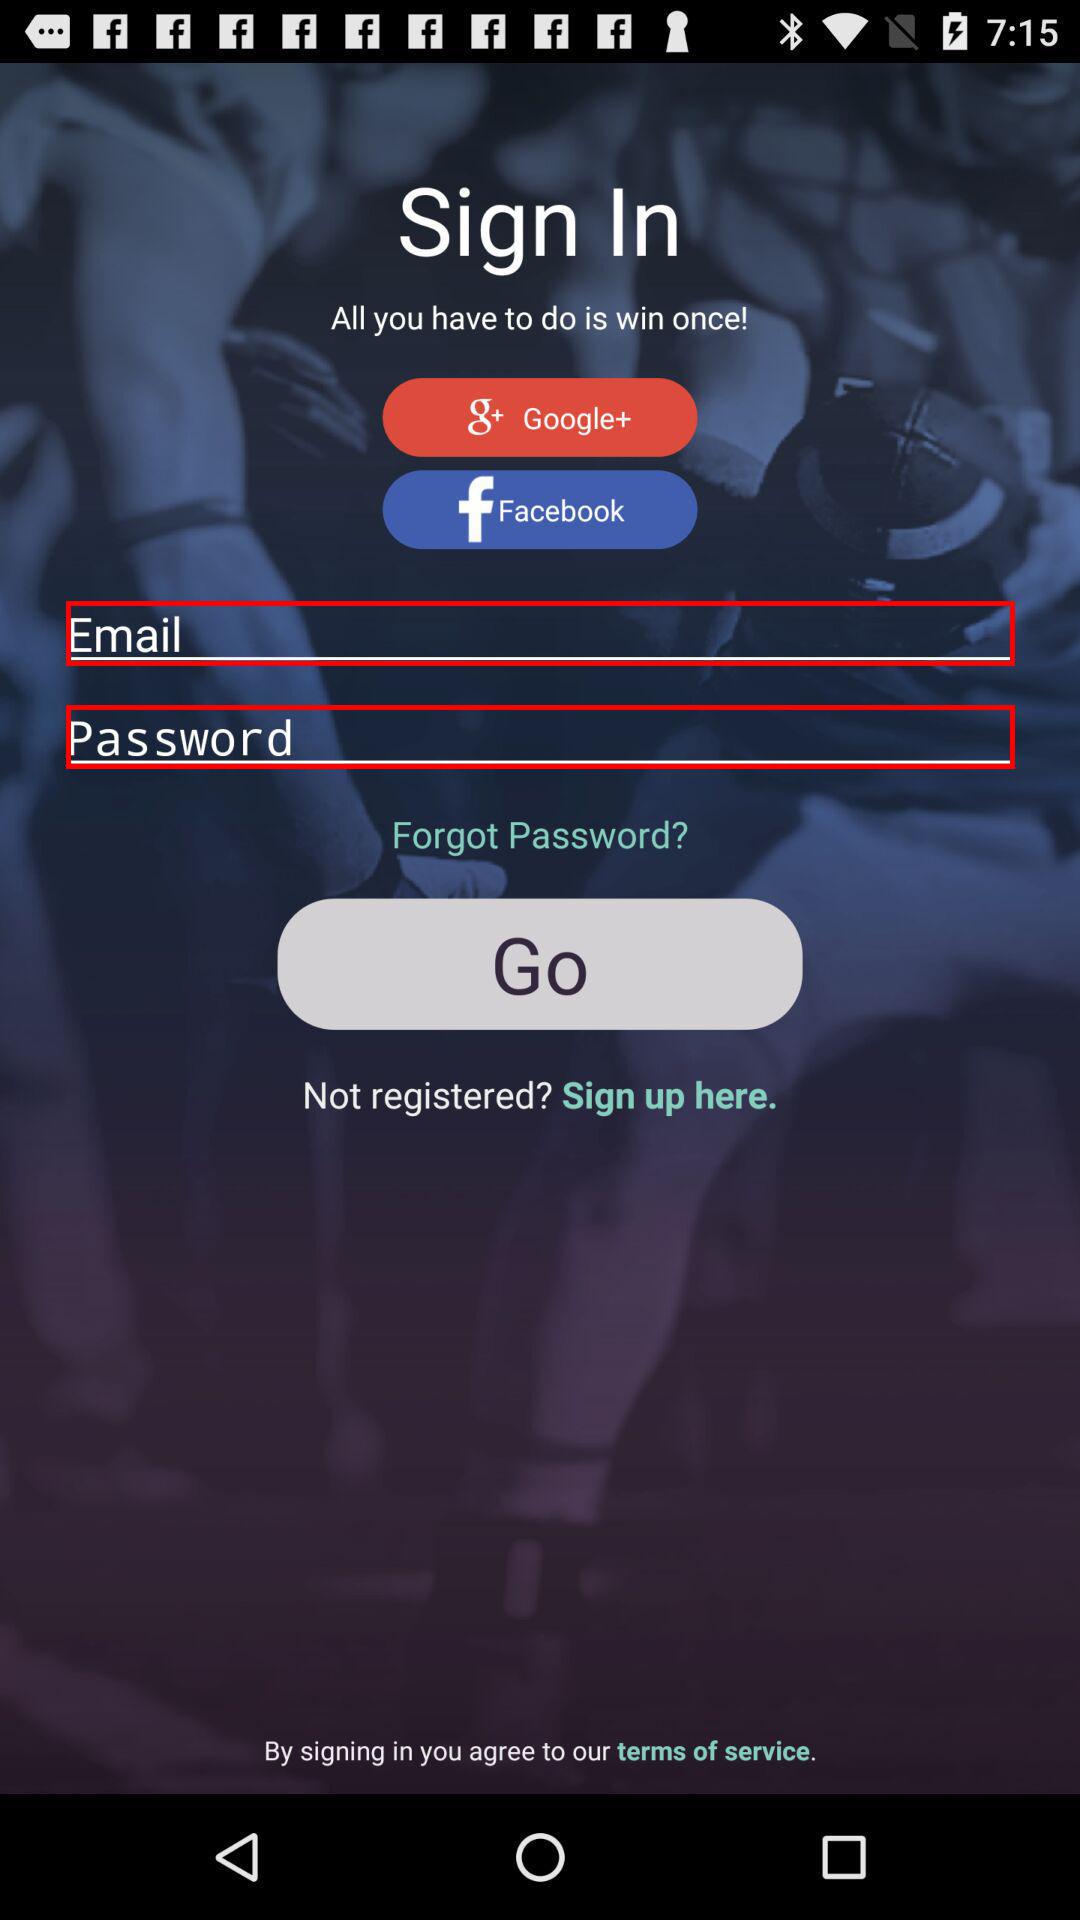 7:15
Sign In
All you have to do is win once!
g+ Google+
f Facebook
Email
Password
Forgot Password?
Go
Not registered? Sign up here.
By signing in you agree to our terms of service.